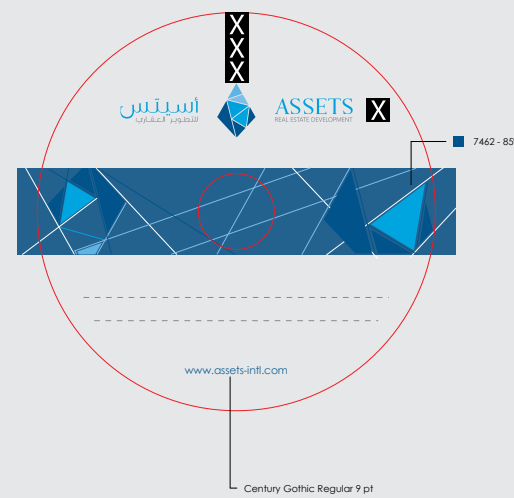 X
X
X
أسيتس
للتطوير العقاري
ASSETS
REAL ESTATE DEVELOPMENT
X
7462 - 85%
www.assets-intl.com
Century Gothic Regular 9 pt